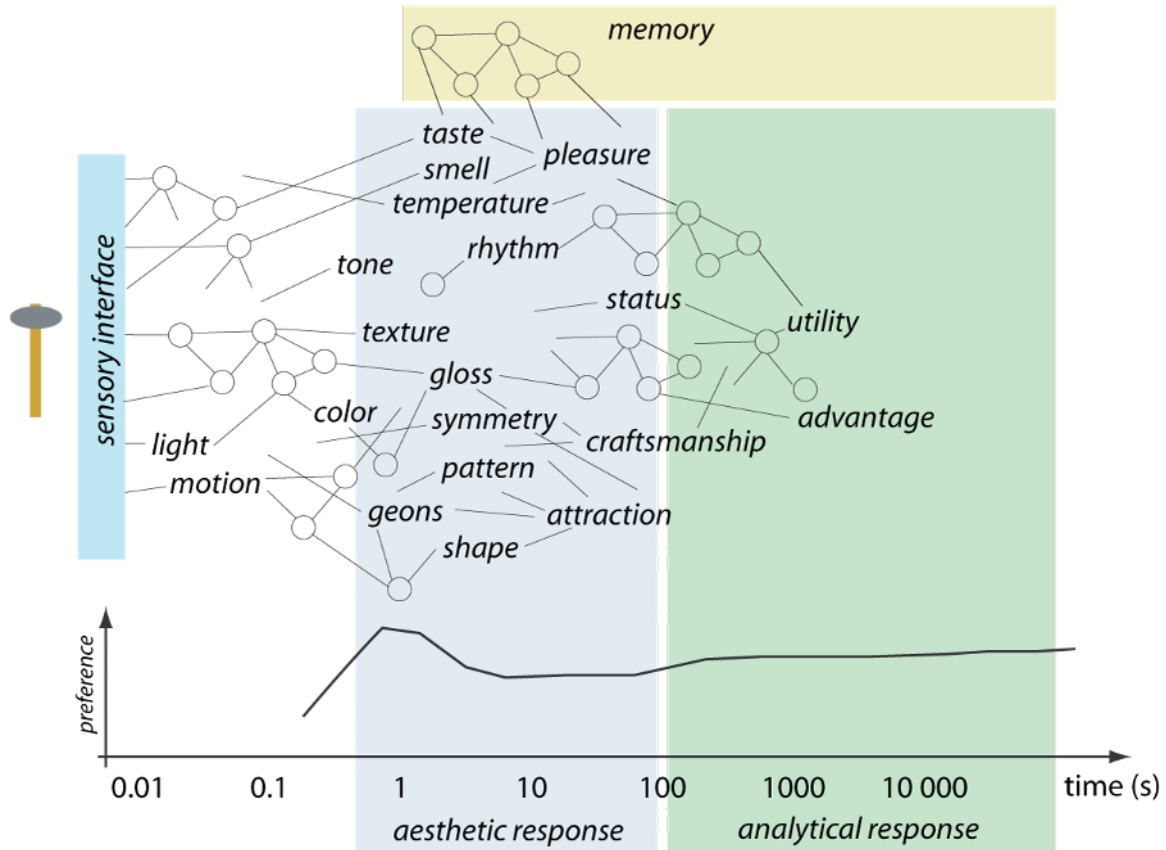 memory
taste
pleasure
smell
temperature
rhythm
tone
status
utility
texture
gloss
color
symmetry
advantage
craftsmanship
light
pattern
motion
geons
attraction
shape
sensory interface
preference
0.01 0.1 1 10 100 1000 10 000 time (s)
aesthetic response analytical response